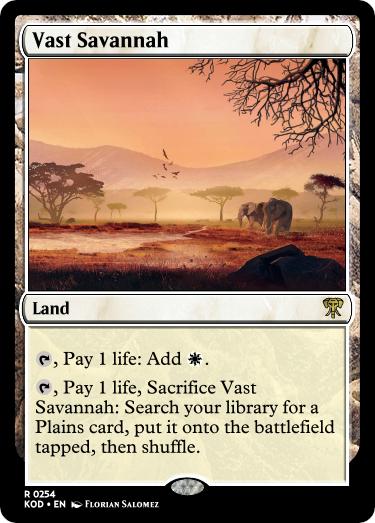 Vast Savannah
Land
, Pay 1 life: Add .
, Pay 1 life, Sacrifice Vast
Savannah: Search your library for a
Plains card, put it onto the battlefield
tapped, then shuffle.
R 0254
KOD • EN Florian Salomez